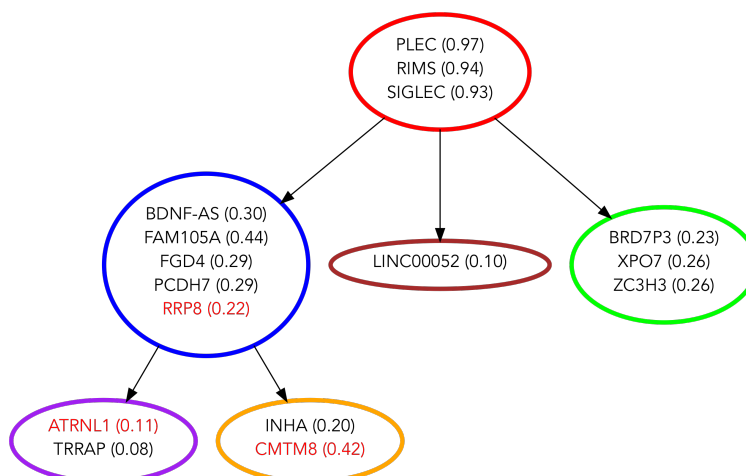 PLEC (0.97)
RIMS (0.94)
SIGLEC (0.93)
BDNF-AS (0.30)
FAM105A (0.44)
FGD4 (0.29)
PCDH7 (0.29)
RRP8 (0.22)
LINC00052 (0.10)
BRD7P3 (0.23)
XPO7 (0.26)
ZC3H3 (0.26)
ATRNL1 (0.11)
TRRAP (0.08)
INHA (0.20)
CMTM8 (0.42)